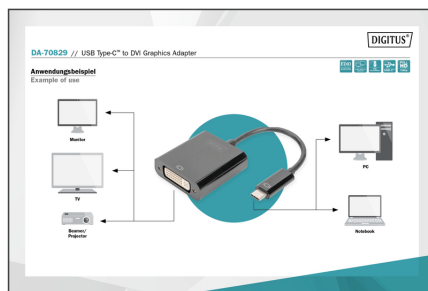 DIGITUS®
DA-70829 // USB Type-C™ to DVI Graphics Adapter
Anwendungsbeispiel
Example of use
Monitor
TV
Beamer/
Projector
PC
Notebook